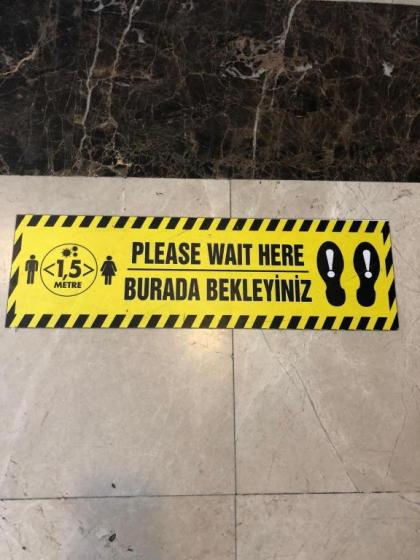 <1,5>
METRE
PLEASE WAIT HERE
BURADA BEKLEYİNİZ